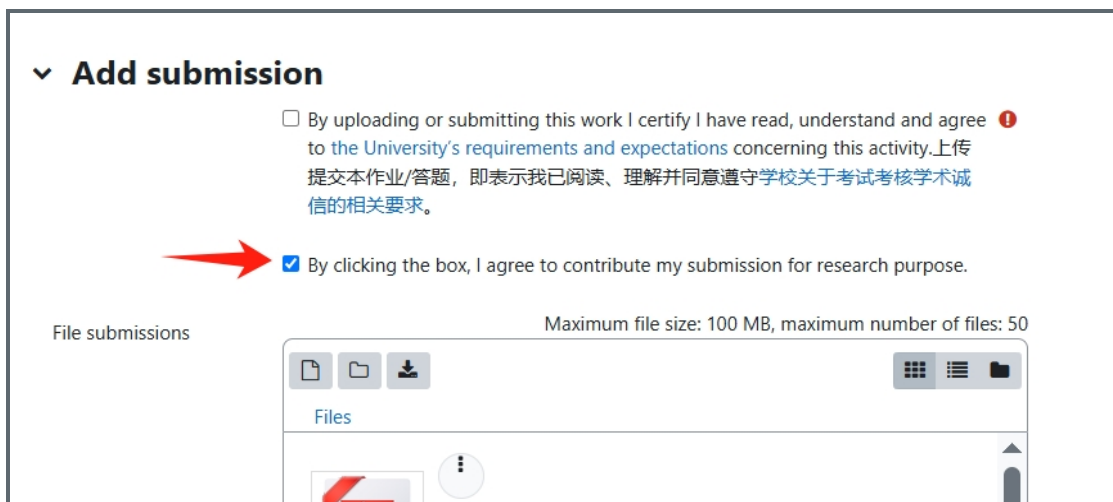 Add submission
By uploading or submitting this work I certify I have read, understand and agree
to the University's requirements and expectations concerning this activity.上传
提交本作业/答题，即表示我已阅读、理解并同意遵守学校关于考试考核学术诚
信的相关要求。
By clicking the box, I agree to contribute my submission for research purpose.
File submissions
Maximum file size: 100 MB, maximum number of files: 50
Files